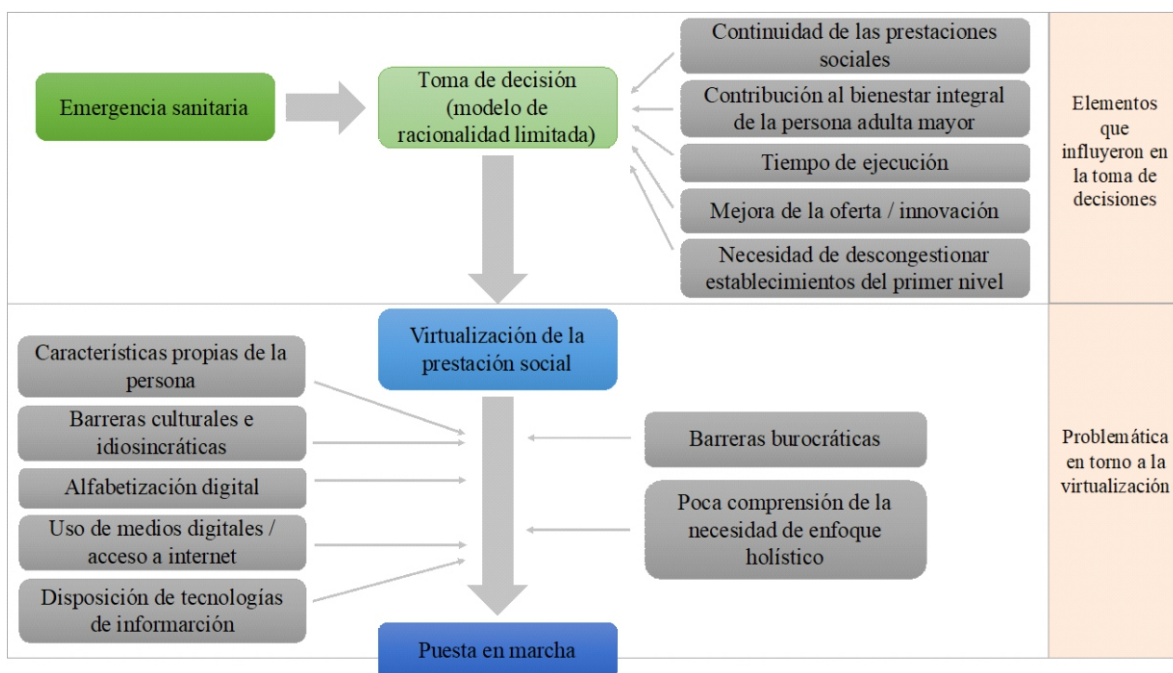 Emergencia sanitaria
Toma de decisión
(modelo de
racionalidad limitada)
Continuidad de las prestaciones
sociales
Contribución al bienestar integral
de la persona adulta mayor
Tiempo de ejecución
Mejora de la oferta / innovación
Necesidad de descongestionar
establecimientos del primer nivel
Elementos
que
influyeron en
la toma de
decisiones
Virtualización de la
prestación social
Características propias de la
persona
Barreras culturales e
idiosincráticas
Alfabetización digital
Uso de medios digitales /
acceso a internet
Disposición de tecnologías
de informarción
Barreras burocráticas
Poca comprensión de la
necesidad de enfoque
holístico
Problemática
en torno a la
virtualización
Puesta en marcha